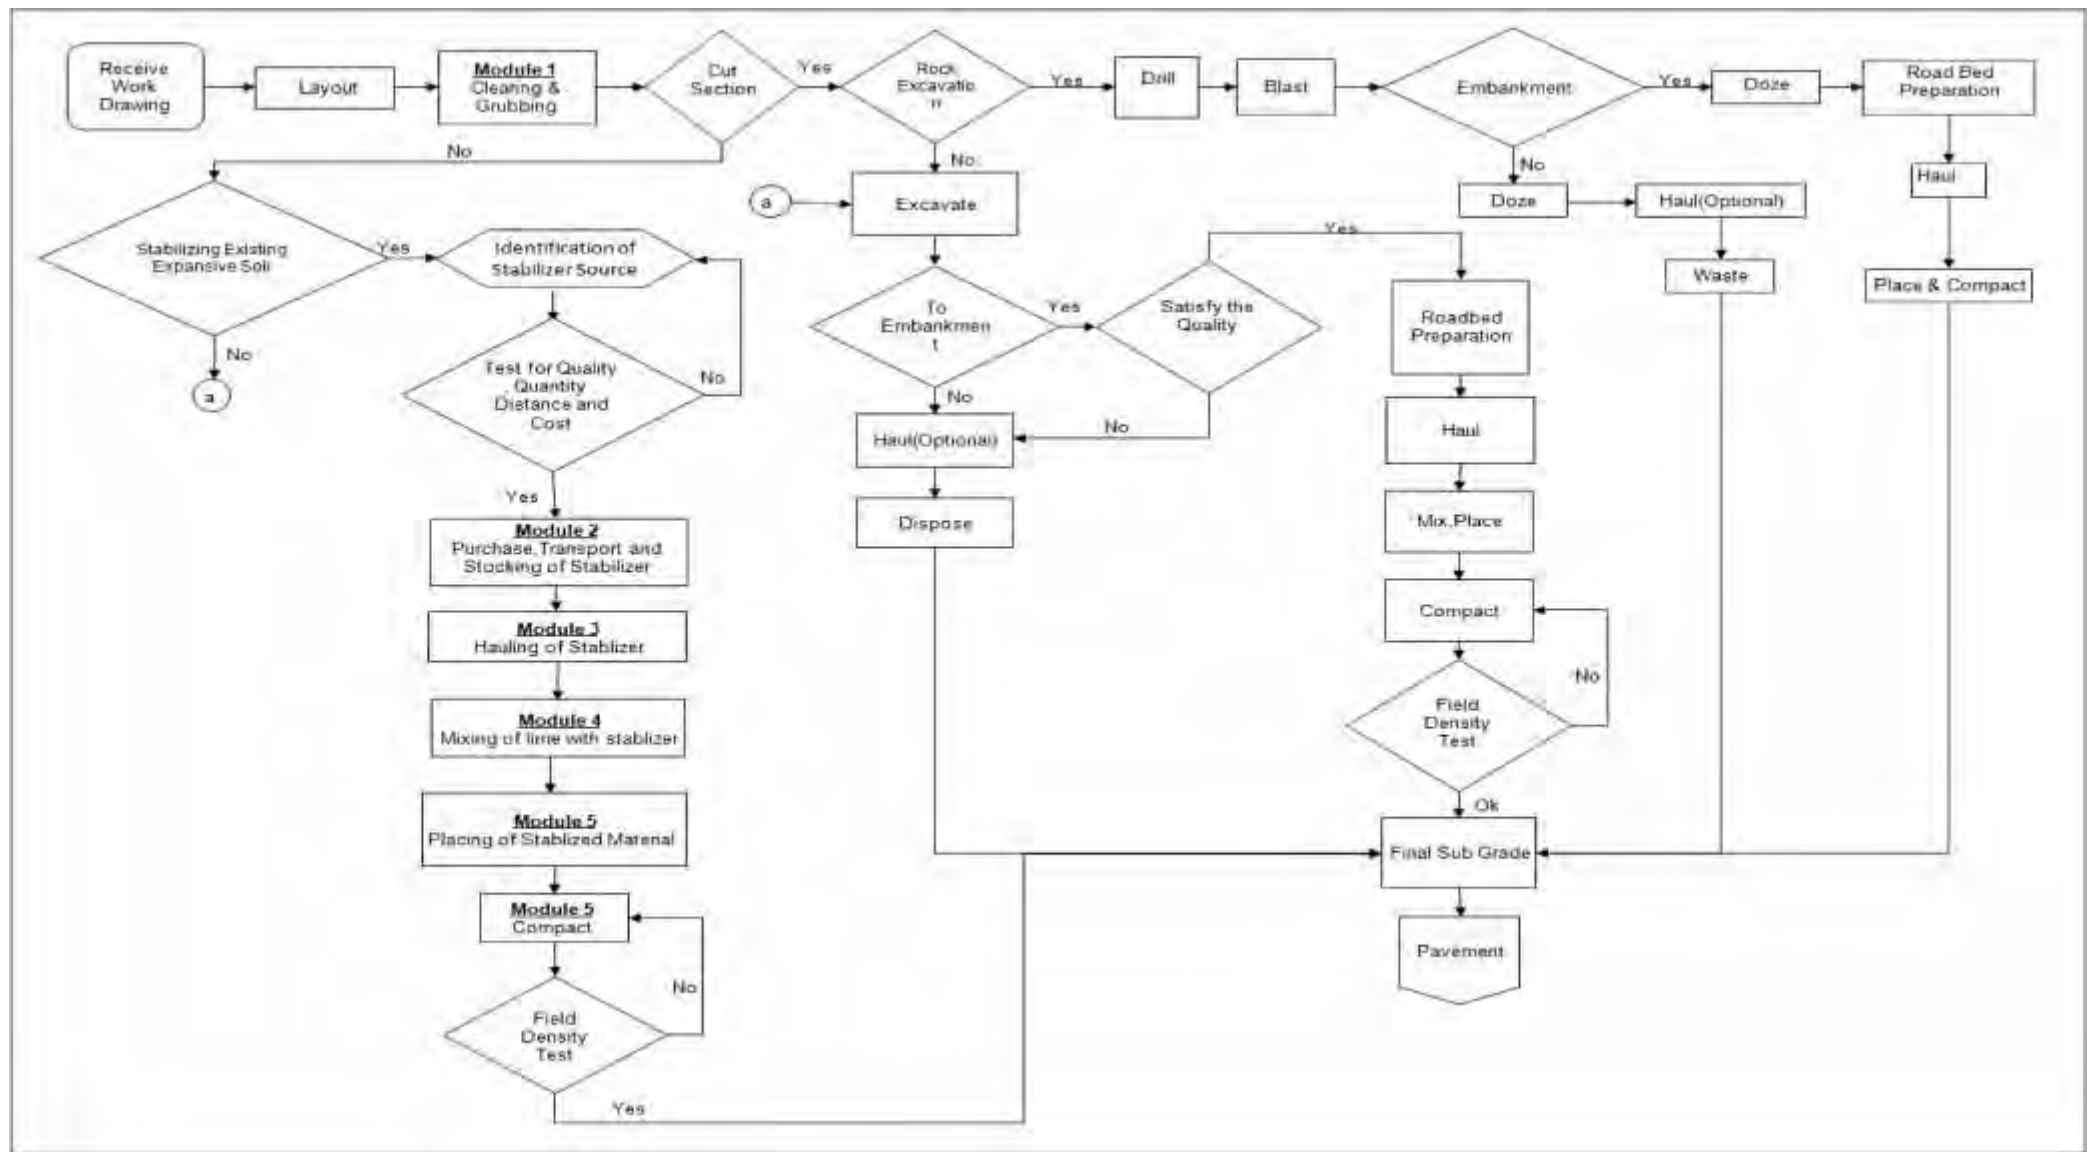 Receive
Work
Drawing
Layout
Module 1
Clearing &
Grubbing
Cut
Section
Yes
Rock
Excavatio
n
Yes
Drill
Blast
Embankment
Yes
Doze
Road Bed
Preparation
No
No
No
Haul
a
Excavate
Doze
Haul(Optional)
Stabilizing Existing
Expansive Soli
Yes
Identification of
Stabilizer Source
Yes
Waste
Place & Compact
To
Embankmen
t
Yes
Satisfy the
Quality
Roadbed
Preparation
No
a
Test for Quality
Quantity
Distance and
Cost
No
No
Haul(Optional)
No
Haul
Yes
Dispose
Mix,Place
Module 2
Purchase,Transport and
Stocking of Stabilizer
Compact
Module 3
Hauling of Stablizer
No
Module 4
Mixing of lime with stablizer
Field
Density
Test
Ok
Module 5
Placing of Stablized Material
Final Sub Grade
Module 5
Compact
Pavement
No
Field
Density
Test
Yes